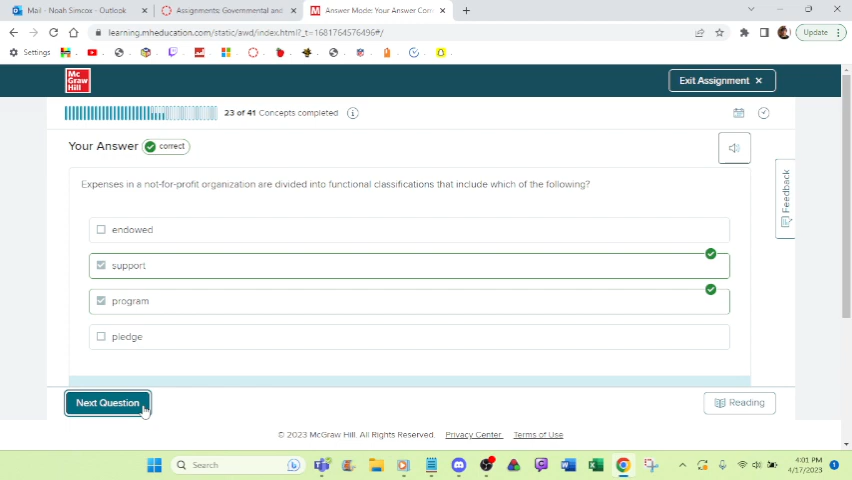 Mail - Noah Simcox - Outlook
Assignments: Governmental and
Answer Mode: Your Answer Corr
learning.mheducation.com/static/awd/index.html?_t=1681764576496#/
Update
Settings
Mc
Graw
Hill
Exit Assignment
23 of 41 Concepts completed
Your Answer
correct
Feedback
Expenses in a not-for-profit organization are divided into functional classifications that include which of the following?
endowed
support
program
pledge
Next Question
Reading
© 2023 McGraw Hill. All Rights Reserved. Privacy Center Terms of Use
Search
4:01 PM
4/17/2023